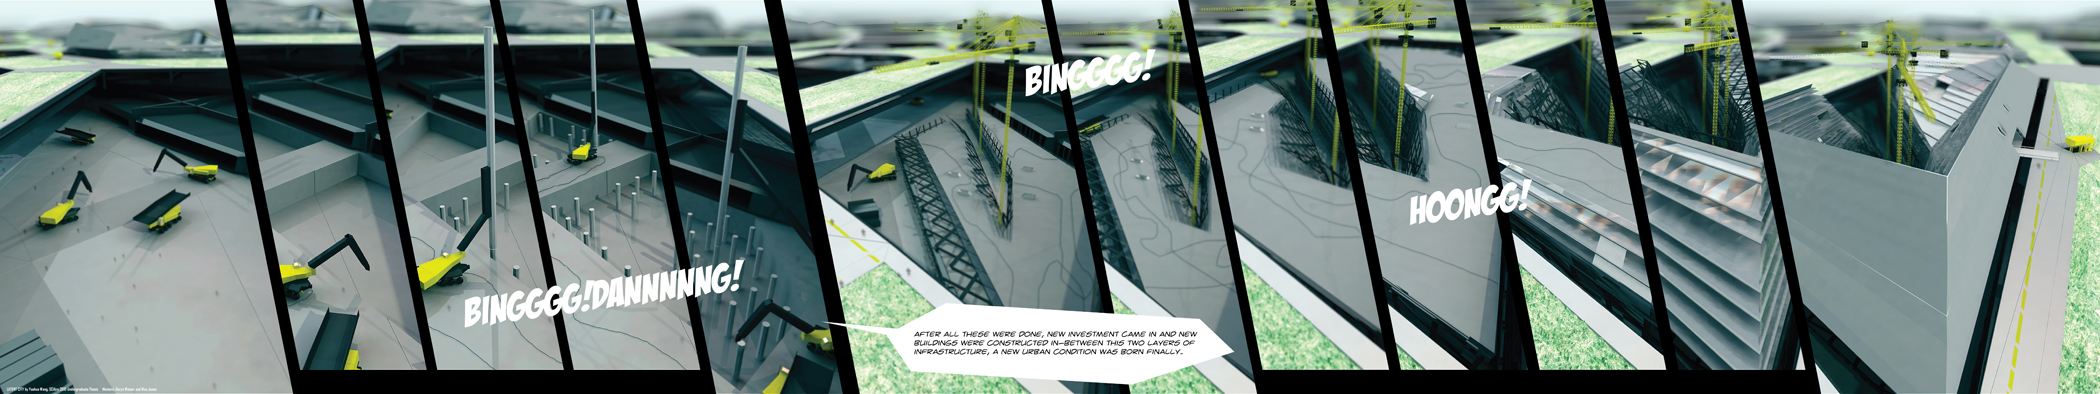 BINGGGG!DANNNNNG!
BINGGGG!
AFTER ALL THESE WERE DONE, NEW INVESTMENT CAME IN AND NEW
BUILDINGS WERE CONSTRUCTED IN-BETWEEN THIS TWO LAYERS OF
INFRASTRUCTURE, A NEW URBAN CONDITION WAS BORN FINALLY..
HOONGG!